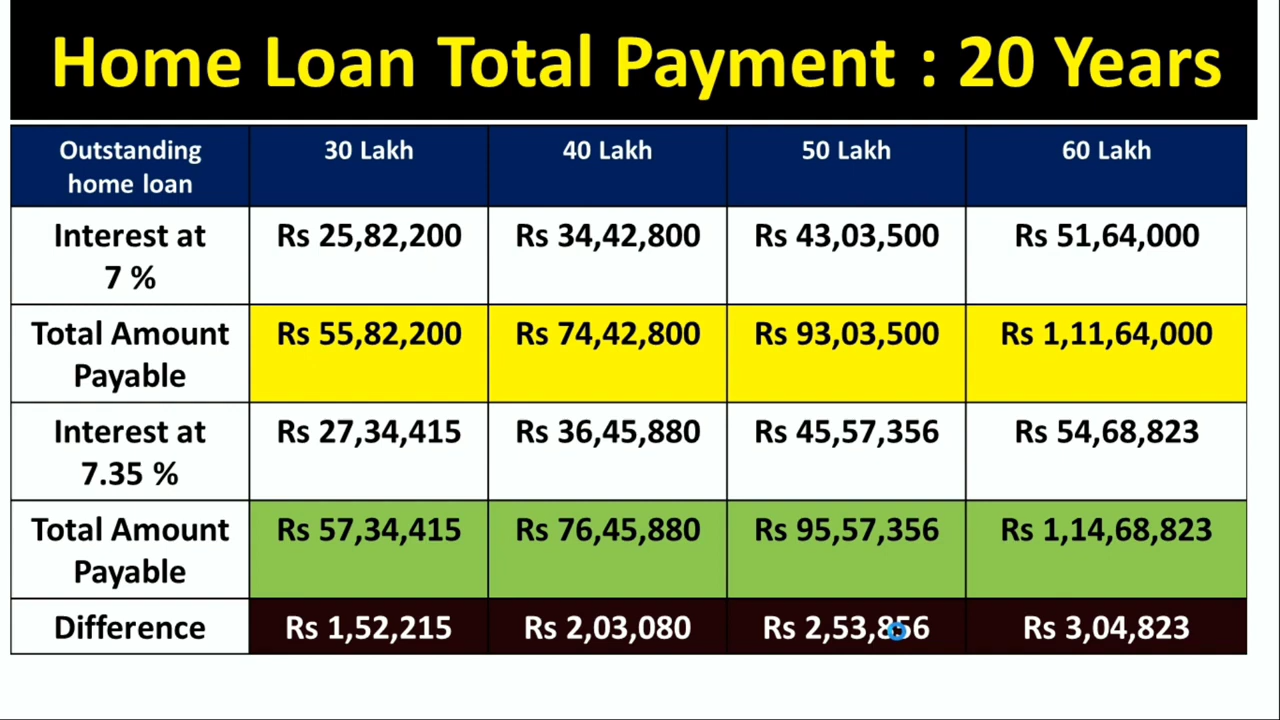 Home Loan Total Payment : 20 Years
Outstanding home loan 30 Lakh 40 Lakh 50 Lakh 60 Lakh
Interest at 7 % Rs 25,82,200 Rs 34,42,800 Rs 43,03,500 Rs 51,64,000
Total Amount Payable Rs 55,82,200 Rs 74,42,800 Rs 93,03,500 Rs 1,11,64,000
Interest at 7.35 % Rs 27,34,415 Rs 36,45,880 Rs 45,57,356 Rs 54,68,823
Total Amount Payable Rs 57,34,415 Rs 76,45,880 Rs 95,57,356 Rs 1,14,68,823
Difference Rs 1,52,215 Rs 2,03,080 Rs 2,53,856 Rs 3,04,823